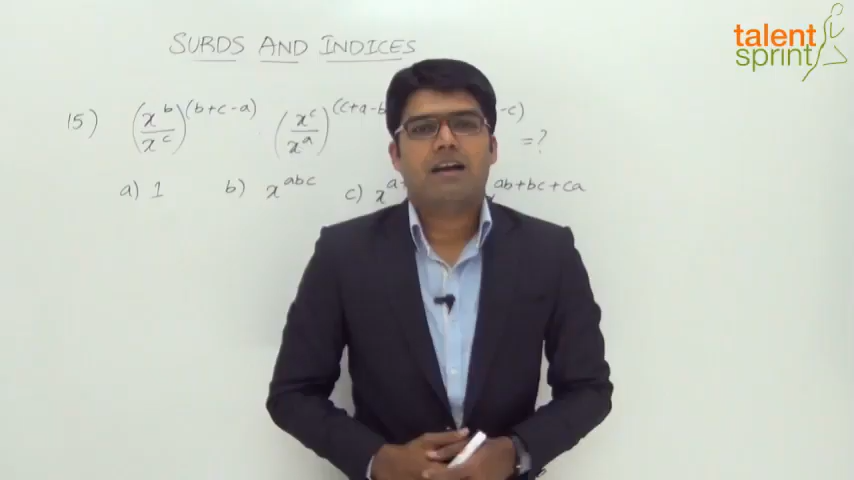 talent
sprint
SURDS AND INDICES
15) (x^b/x^c)^(b+c-a) (x^c/x^a)^(c+a-b -c) =?
a) 1 b) x^abc c) x^a+ x^ab+bc+ca